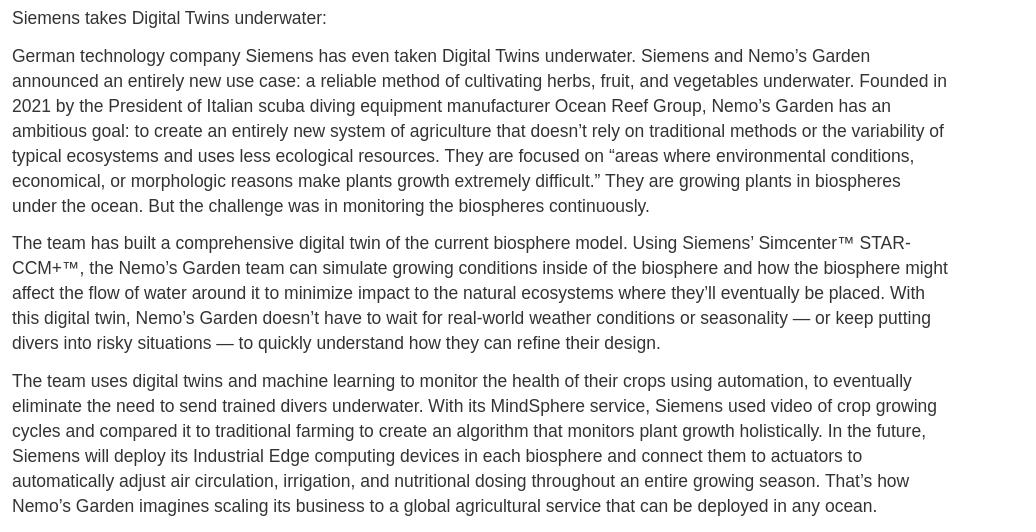 Siemens takes Digital Twins underwater:
German technology company Siemens has even taken Digital Twins underwater. Siemens and Nemo’s Garden
announced an entirely new use case: a reliable method of cultivating herbs, fruit, and vegetables underwater. Founded in
2021 by the President of Italian scuba diving equipment manufacturer Ocean Reef Group, Nemo’s Garden has an
ambitious goal: to create an entirely new system of agriculture that doesn’t rely on traditional methods or the variability of
typical ecosystems and uses less ecological resources. They are focused on “areas where environmental conditions,
economical, or morphologic reasons make plants growth extremely difficult.” They are growing plants in biospheres
under the ocean. But the challenge was in monitoring the biospheres continuously.
The team has built a comprehensive digital twin of the current biosphere model. Using Siemens’ Simcenter™ STAR-
CCM+™, the Nemo’s Garden team can simulate growing conditions inside of the biosphere and how the biosphere might
affect the flow of water around it to minimize impact to the natural ecosystems where they’ll eventually be placed. With
this digital twin, Nemo’s Garden doesn’t have to wait for real-world weather conditions or seasonality — or keep putting
divers into risky situations — to quickly understand how they can refine their design.
The team uses digital twins and machine learning to monitor the health of their crops using automation, to eventually
eliminate the need to send trained divers underwater. With its MindSphere service, Siemens used video of crop growing
cycles and compared it to traditional farming to create an algorithm that monitors plant growth holistically. In the future,
Siemens will deploy its Industrial Edge computing devices in each biosphere and connect them to actuators to
automatically adjust air circulation, irrigation, and nutritional dosing throughout an entire growing season. That’s how
Nemo’s Garden imagines scaling its business to a global agricultural service that can be deployed in any ocean.